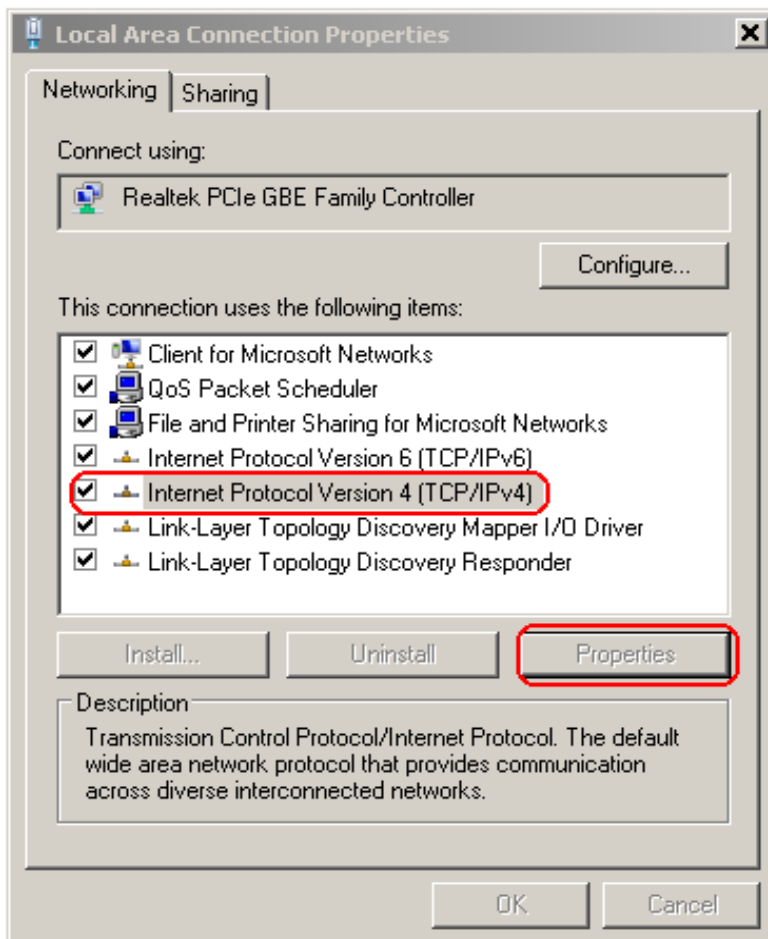 Local Area Connection Properties
Networking
Sharing
Connect using:
Realtek PCIe GBE Family Controller
Configure...
This connection uses the following items:
Client for Microsoft Networks
QoS Packet Scheduler
File and Printer Sharing for Microsoft Networks
Internet Protocol Version 6 (TCP/IPv6)
Internet Protocol Version 4 (TCP/IPv4)
Link-Layer Topology Discovery Mapper I/O Driver
Link-Layer Topology Discovery Responder
Install...
Uninstall
Properties
Description
Transmission Control Protocol/Internet Protocol. The default
wide area network protocol that provides communication
across diverse interconnected networks.
OK
Cancel